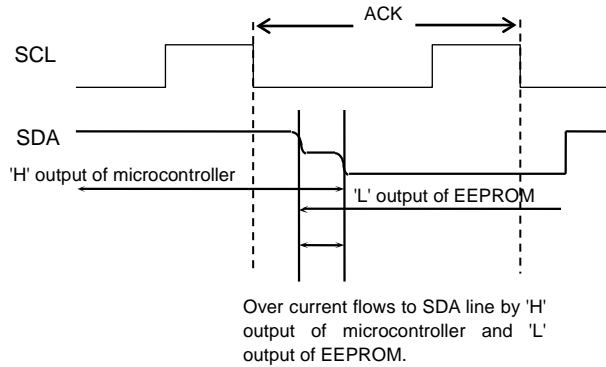 ACK
SCL
SDA
'H' output of microcontroller
'L' output of EEPROM
Over current flows to SDA line by 'H'
output of microcontroller and 'L'
output of EEPROM.